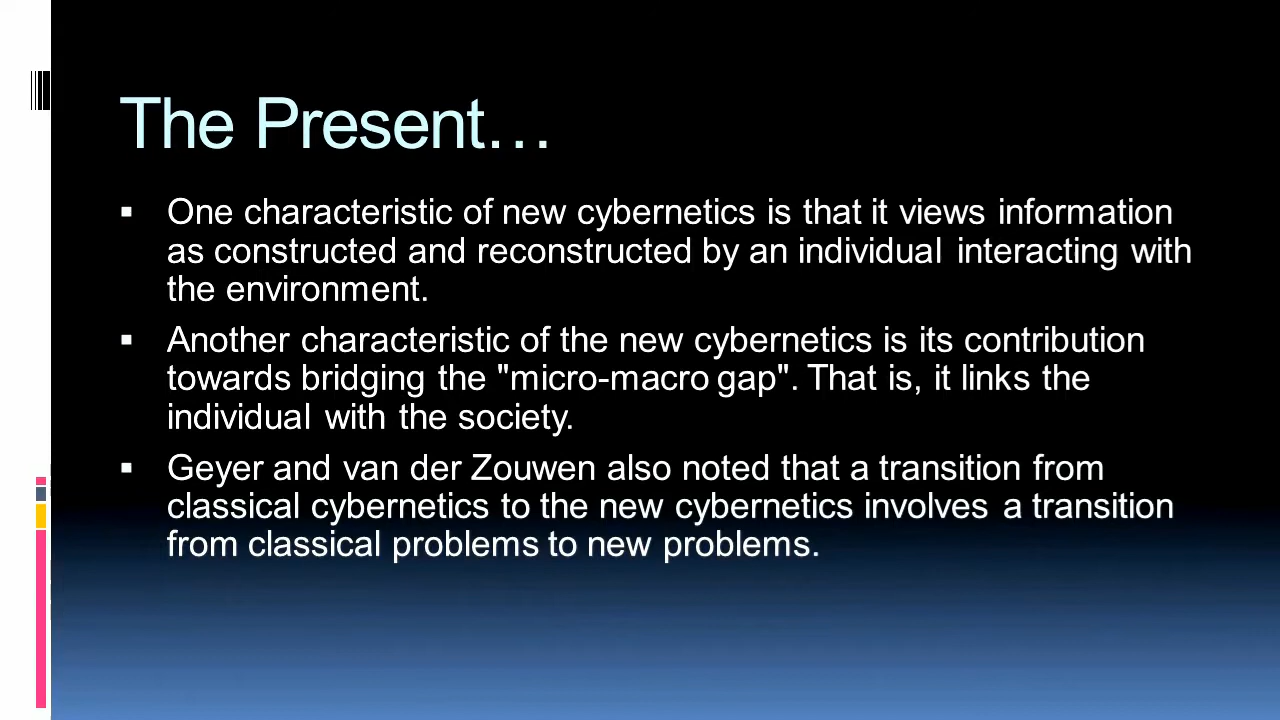 The Present…
▪ One characteristic of new cybernetics is that it views information
as constructed and reconstructed by an individual interacting with
the environment.
▪ Another characteristic of the new cybernetics is its contribution
towards bridging the "micro-macro gap". That is, it links the
individual with the society.
▪ Geyer and van der Zouwen also noted that a transition from
classical cybernetics to the new cybernetics involves a transition
from classical problems to new problems.